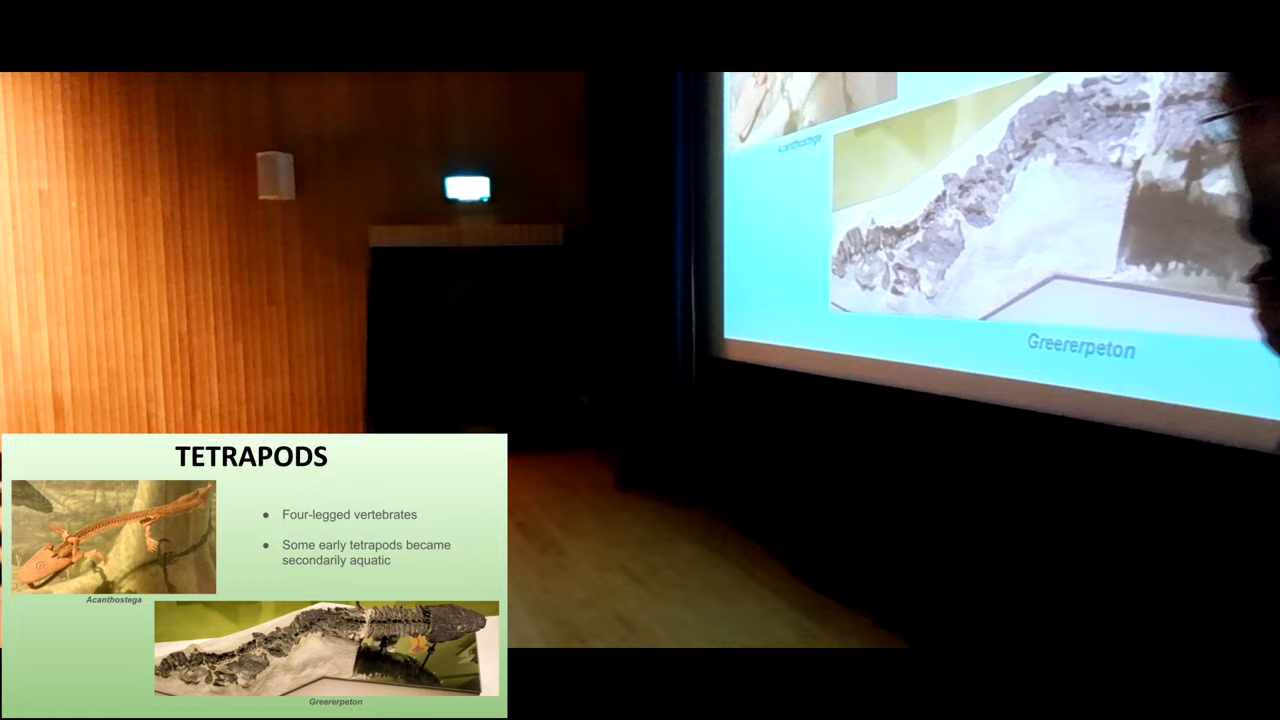 Acanthostega
Greererpeton
TETRAPODS
● Four-legged vertebrates
● Some early tetrapods became
secondarily aquatic
Acanthostega
Greererpeton